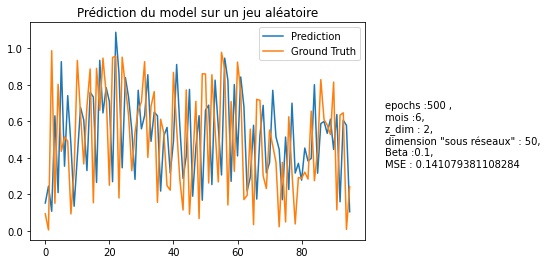 Prédiction du model sur un jeu aléatoire
Prediction
Ground Truth
1.0
0.8
0.6
0.4
0.2
0.0
0 20 40 60 80
epochs :500 ,
mois :6,
z_dim : 2,
dimension "sous réseaux" : 50,
Beta :0.1,
MSE : 0.141079381108284